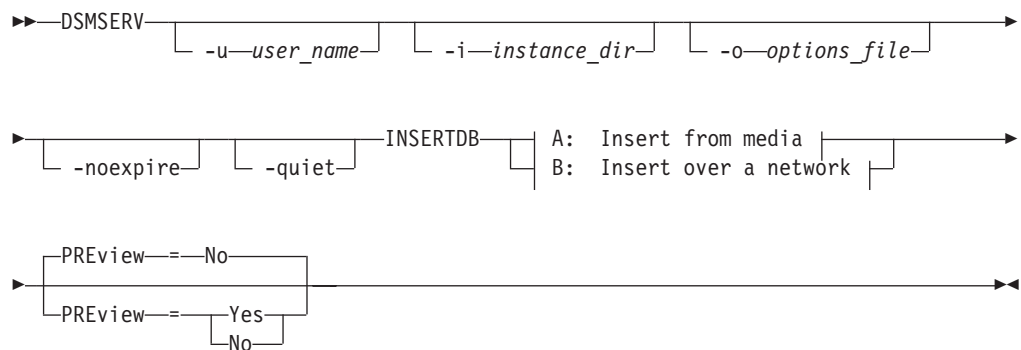 DSMSERV
-u user_name -i instance_dir -o options_file
INSERTDB A: Insert from media
-noexpire -quiet B: Insert over a network
PREview = No
PREview = Yes
No